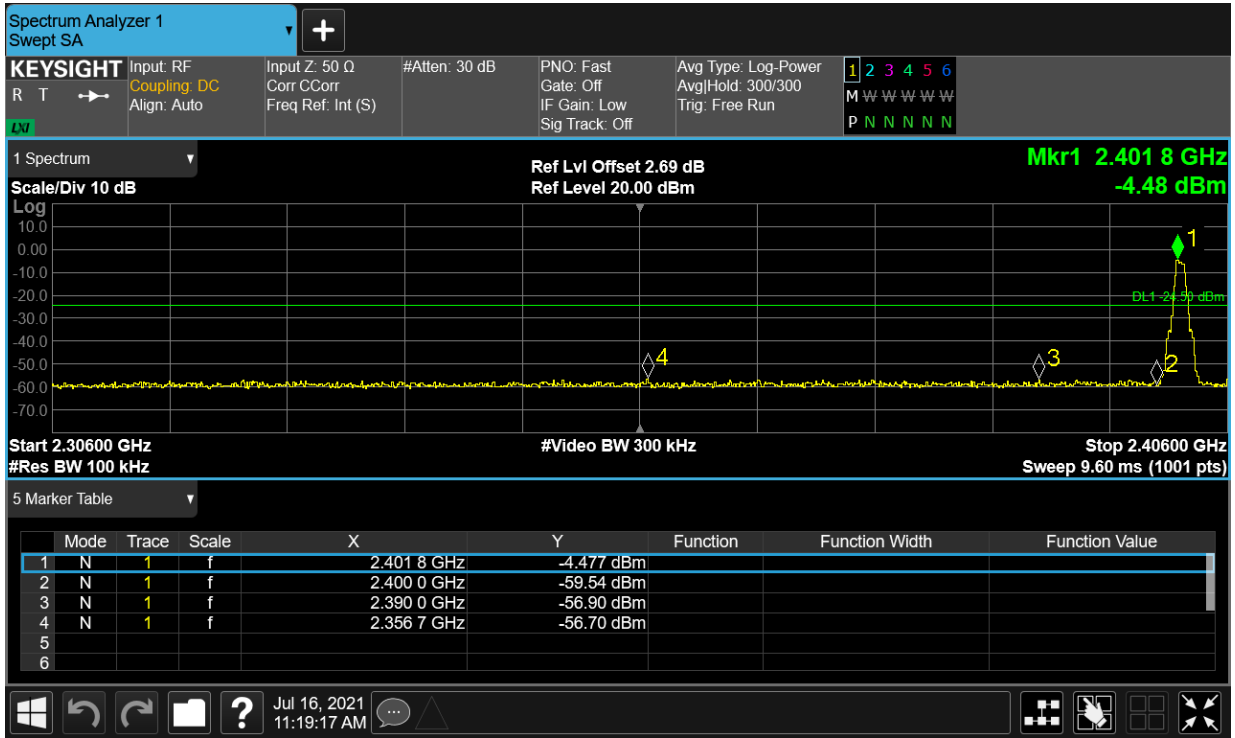 Spectrum Analyzer 1
Swept SA
KEYSIGHT
R T
LXI
Input: RF
Coupling: DC
Align: Auto
Input Z: 50 Ω
Corr CCorr
Freq Ref: Int (S)
#Atten: 30 dB
PNO: Fast
Gate: Off
IF Gain: Low
Sig Track: Off
Avg Type: Log-Power
Avg|Hold: 300/300
Trig: Free Run
1 2 3 4 5 6
M W W W W W
P N N N N N
1 Spectrum
Scale/Div 10 dB
Ref Lvl Offset 2.69 dB
Ref Level 20.00 dBm
Mkr1 2.401 8 GHz
-4.48 dBm
Log
10.0
0.00
-10.0
-20.0
-30.0
-40.0
-50.0
-60.0
-70.0
1
DL1 -24.50 dBm
4
3
2
Start 2.30600 GHz
#Video BW 300 kHz
Stop 2.40600 GHz
#Res BW 100 kHz
Sweep 9.60 ms (1001 pts)
5 Marker Table
Mode Trace Scale X Y Function Function Width Function Value
1 N 1 f 2.401 8 GHz -4.477 dBm
2 N 1 f 2.400 0 GHz -59.54 dBm
3 N 1 f 2.390 0 GHz -56.90 dBm
4 N 1 f 2.356 7 GHz -56.70 dBm
5
6
?
Jul 16, 2021
11:19:17 AM